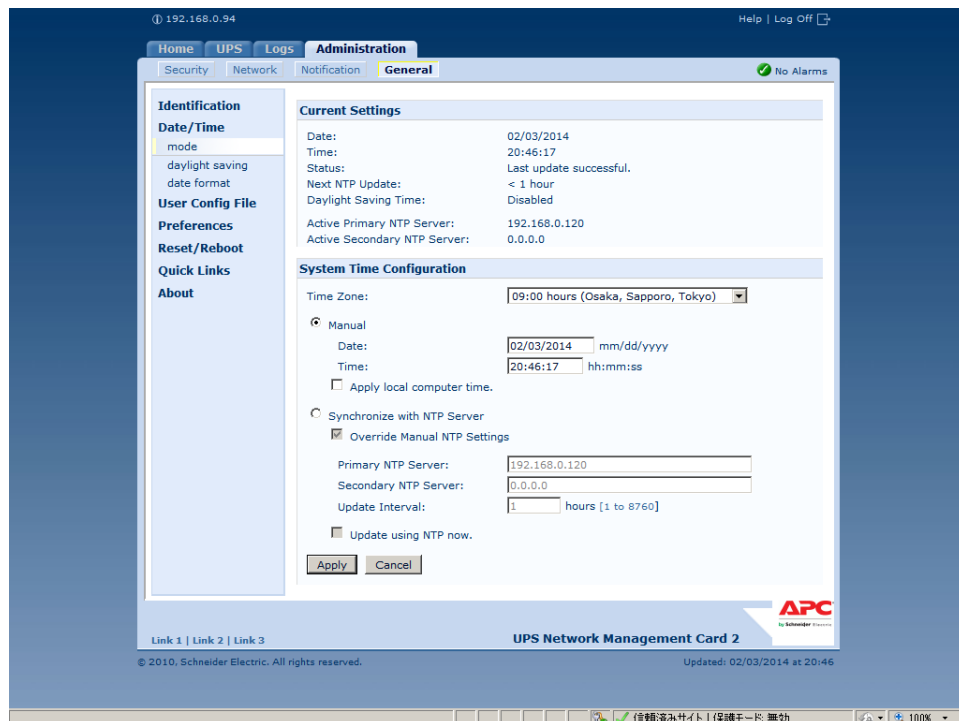 192.168.0.94
Help | Log Off
Home UPS Logs Administration
Security Network Notification General
No Alarms
Identification
Date/Time
mode
daylight saving
date format
User Config File
Preferences
Reset/Reboot
Quick Links
About
Current Settings
Date: 02/03/2014
Time: 20:46:17
Status: Last update successful.
Next NTP Update: < 1 hour
Daylight Saving Time: Disabled
Active Primary NTP Server: 192.168.0.120
Active Secondary NTP Server: 0.0.0.0
System Time Configuration
Time Zone: 09:00 hours (Osaka, Sapporo, Tokyo)
Manual
Date: 02/03/2014 mm/dd/yyyy
Time: 20:46:17 hh:mm:ss
Apply local computer time.
Synchronize with NTP Server
Override Manual NTP Settings
Primary NTP Server: 192.168.0.120
Secondary NTP Server: 0.0.0.0
Update Interval: 1 hours [1 to 8760]
Update using NTP now.
Apply Cancel
APC
by Schneider Electric
Link 1 | Link 2 | Link 3
UPS Network Management Card 2
© 2010, Schneider Electric. All rights reserved.
Updated: 02/03/2014 at 20:46
信頼済みサイト | 保護モード: 無効
100%